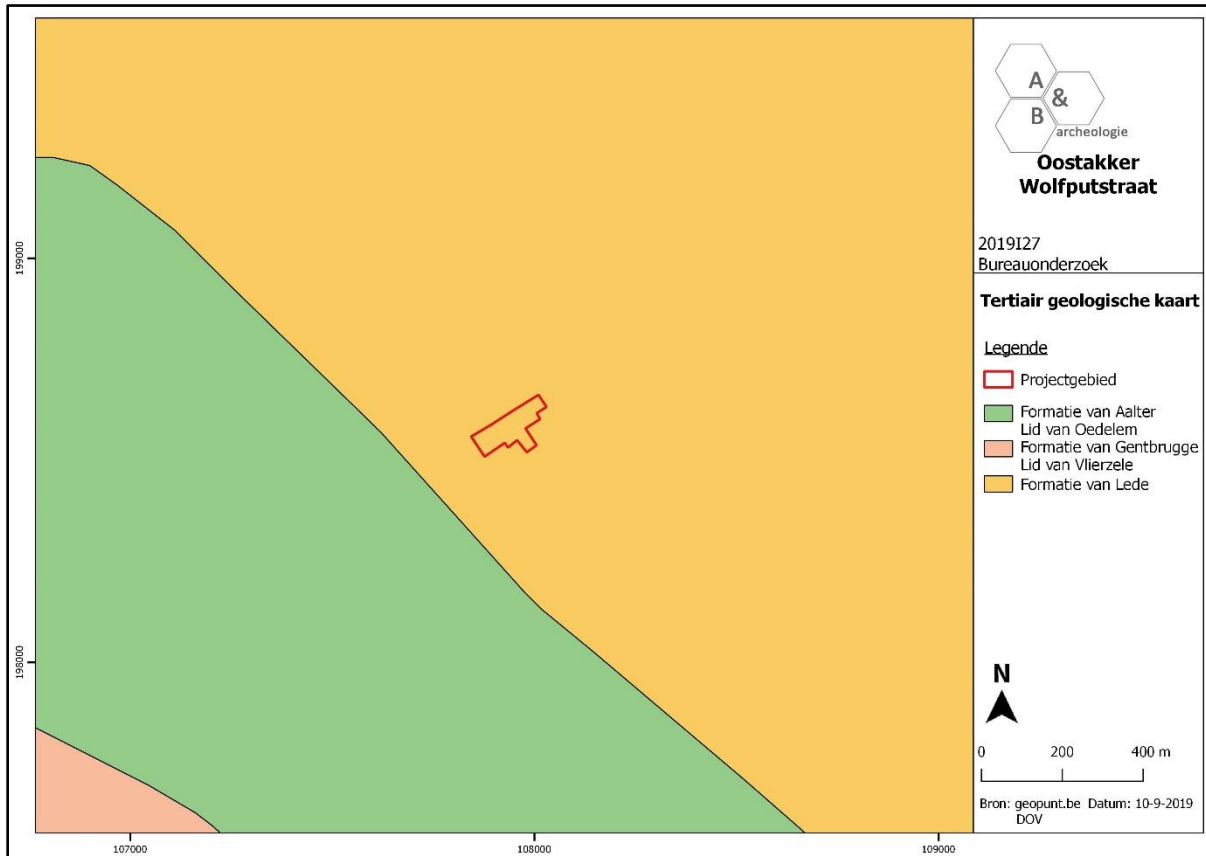 A
&
B
archeologie
Oostakker
Wolfputstraat
2019I27
Bureauonderzoek
Tertiair geologische kaart
Legende
Projectgebied
Formatie van Aalter
Lid van Oedelem
Formatie van Gentbrugge
Lid van Vlierzele
Formatie van Lede
N
0 200 400 m
Bron: geopunt.be Datum: 10-9-2019
DOV
199000
198000
107000 108000 109000